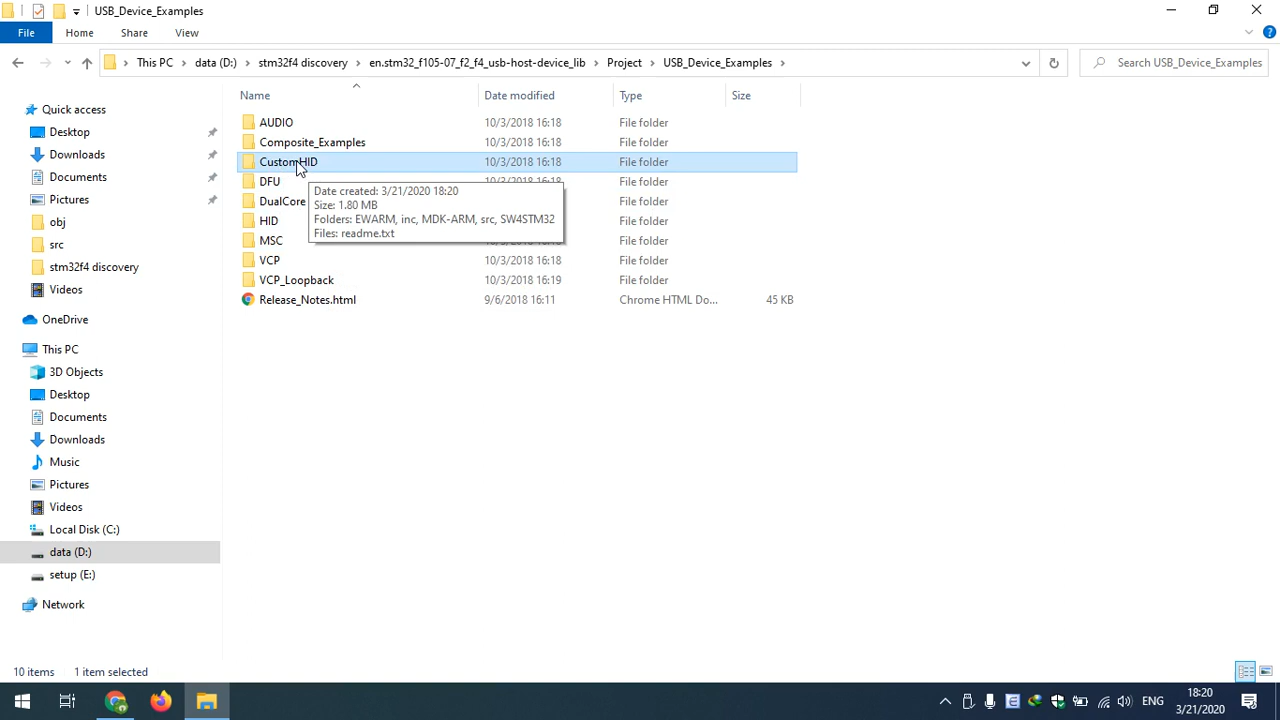 USB_Device_Examples
File Home Share View
This PC data (D:) stm32f4 discovery en.stm32_f105-07_f2_f4_usb-host-device_lib Project USB_Device_Examples Search USB_Device_Examples
Name Date modified Type Size
Quick access
Desktop
Downloads
Documents
Pictures
obj
src
stm32f4 discovery
Videos
OneDrive
This PC
3D Objects
Desktop
Documents
Downloads
Music
Pictures
Videos
Local Disk (C:)
data (D:)
setup (E:)
Network
AUDIO 10/3/2018 16:18 File folder
Composite_Examples 10/3/2018 16:18 File folder
CustomHID 10/3/2018 16:18 File folder
DFU 10/3/2018 16:18 File folder
DualCore File folder
HID File folder
MSC File folder
VCP 10/3/2018 16:18 File folder
VCP_Loopback 10/3/2018 16:19 File folder
Release_Notes.html 9/6/2018 16:11 Chrome HTML Do... 45 KB
Date created: 3/21/2020 18:20
Size: 1.80 MB
Folders: EWARM, inc, MDK-ARM, src, SW4STM32
Files: readme.txt
10 items 1 item selected
ENG 18:20
3/21/2020